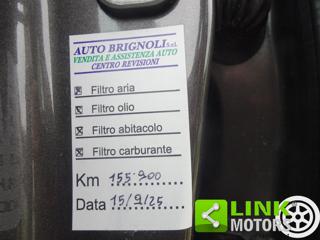 AUTO BRIGNOLI S.r.l.
VENDITA E ASSISTENZA AUTO
CENTRO REVISIONI
Filtro aria
Filtro olio
Filtro abitacolo
Filtro carburante
Km 155.900
Data 15/9/25
LINK
MOTORS